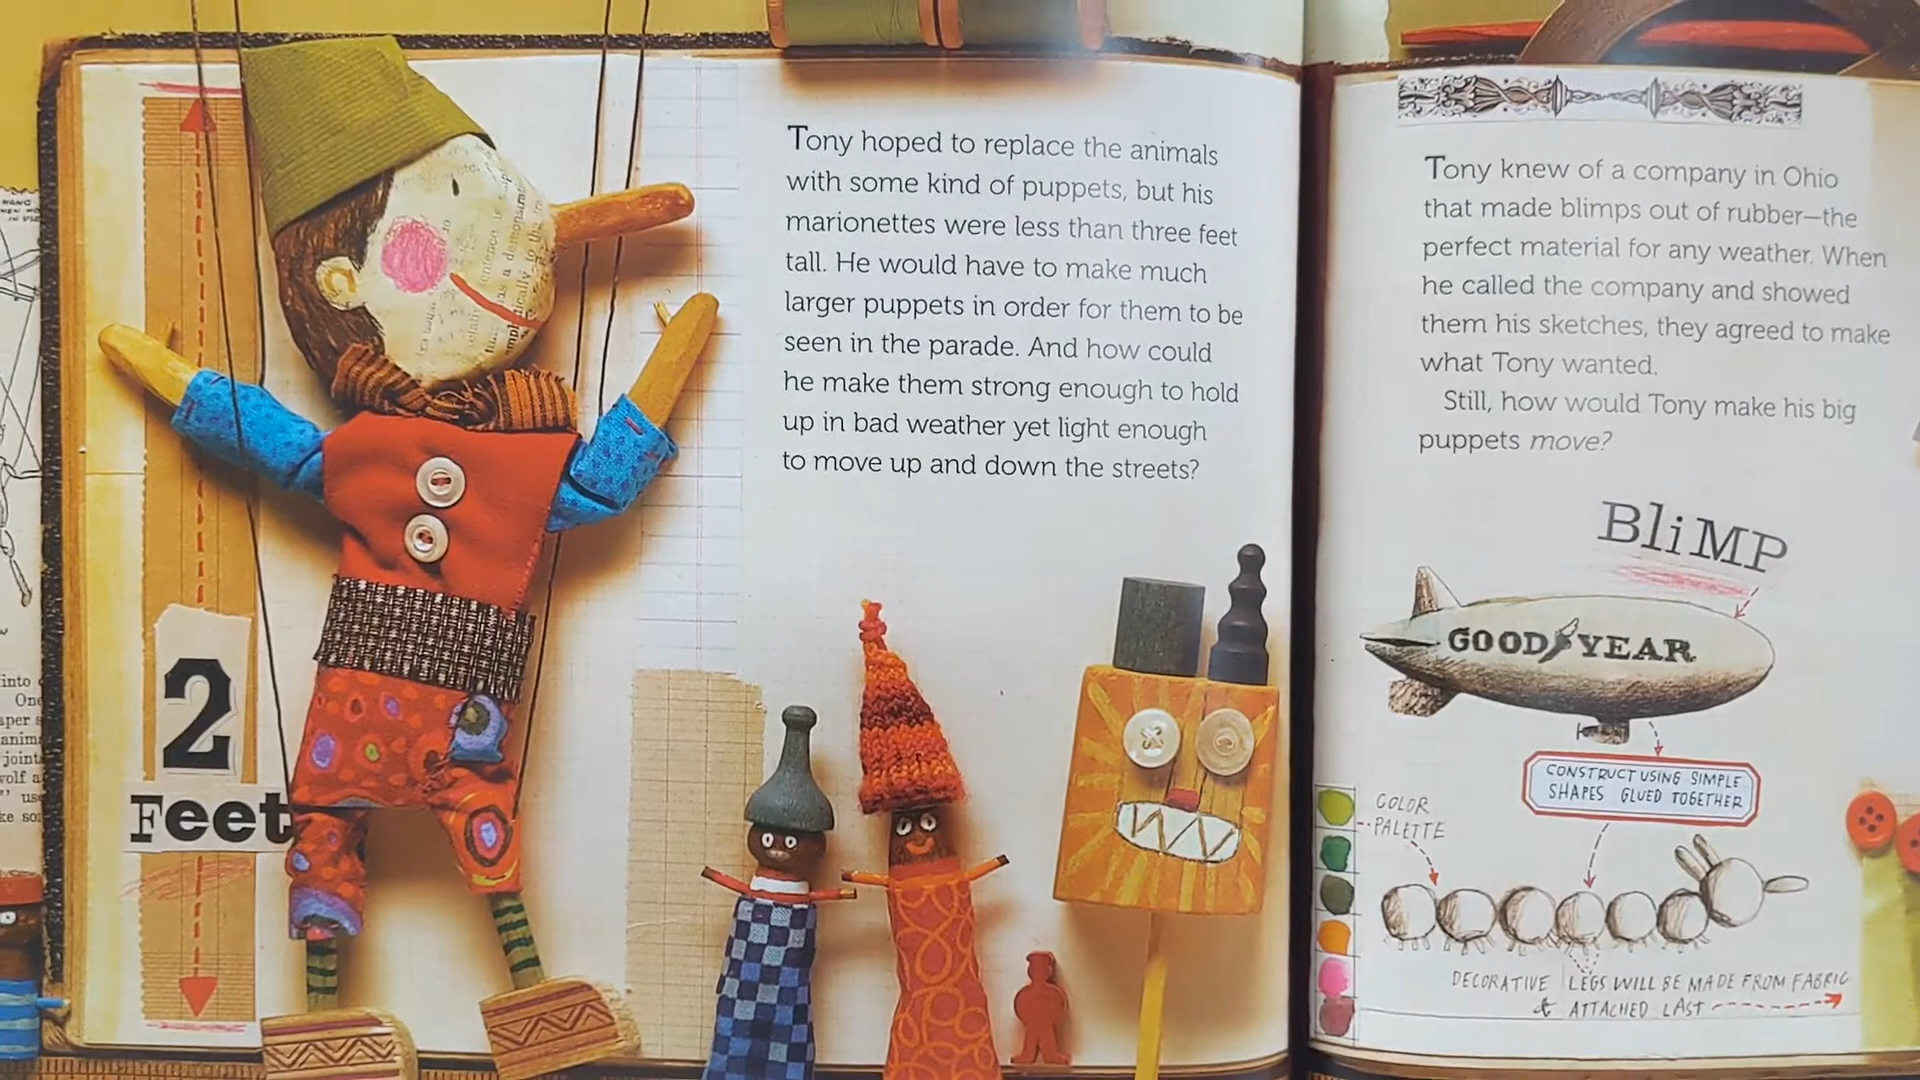 2
Feet
Tony hoped to replace the animals
with some kind of puppets, but his
marionettes were less than three feet
tall. He would have to make much
larger puppets in order for them to be
seen in the parade. And how could
he make them strong enough to hold
up in bad weather yet light enough
to move up and down the streets?
Tony knew of a company in Ohio
that made blimps out of rubber—the
perfect material for any weather. When
he called the company and showed
them his sketches, they agreed to make
what Tony wanted.
Still, how would Tony make his big
puppets move?
BLiMP
GOODYEAR
CONSTRUCT USING SIMPLE
SHAPES GLUED TOGETHER
COLOR
PALETTE
DECORATIVE LEGS WILL BE MADE FROM FABRIC
& ATTACHED LAST